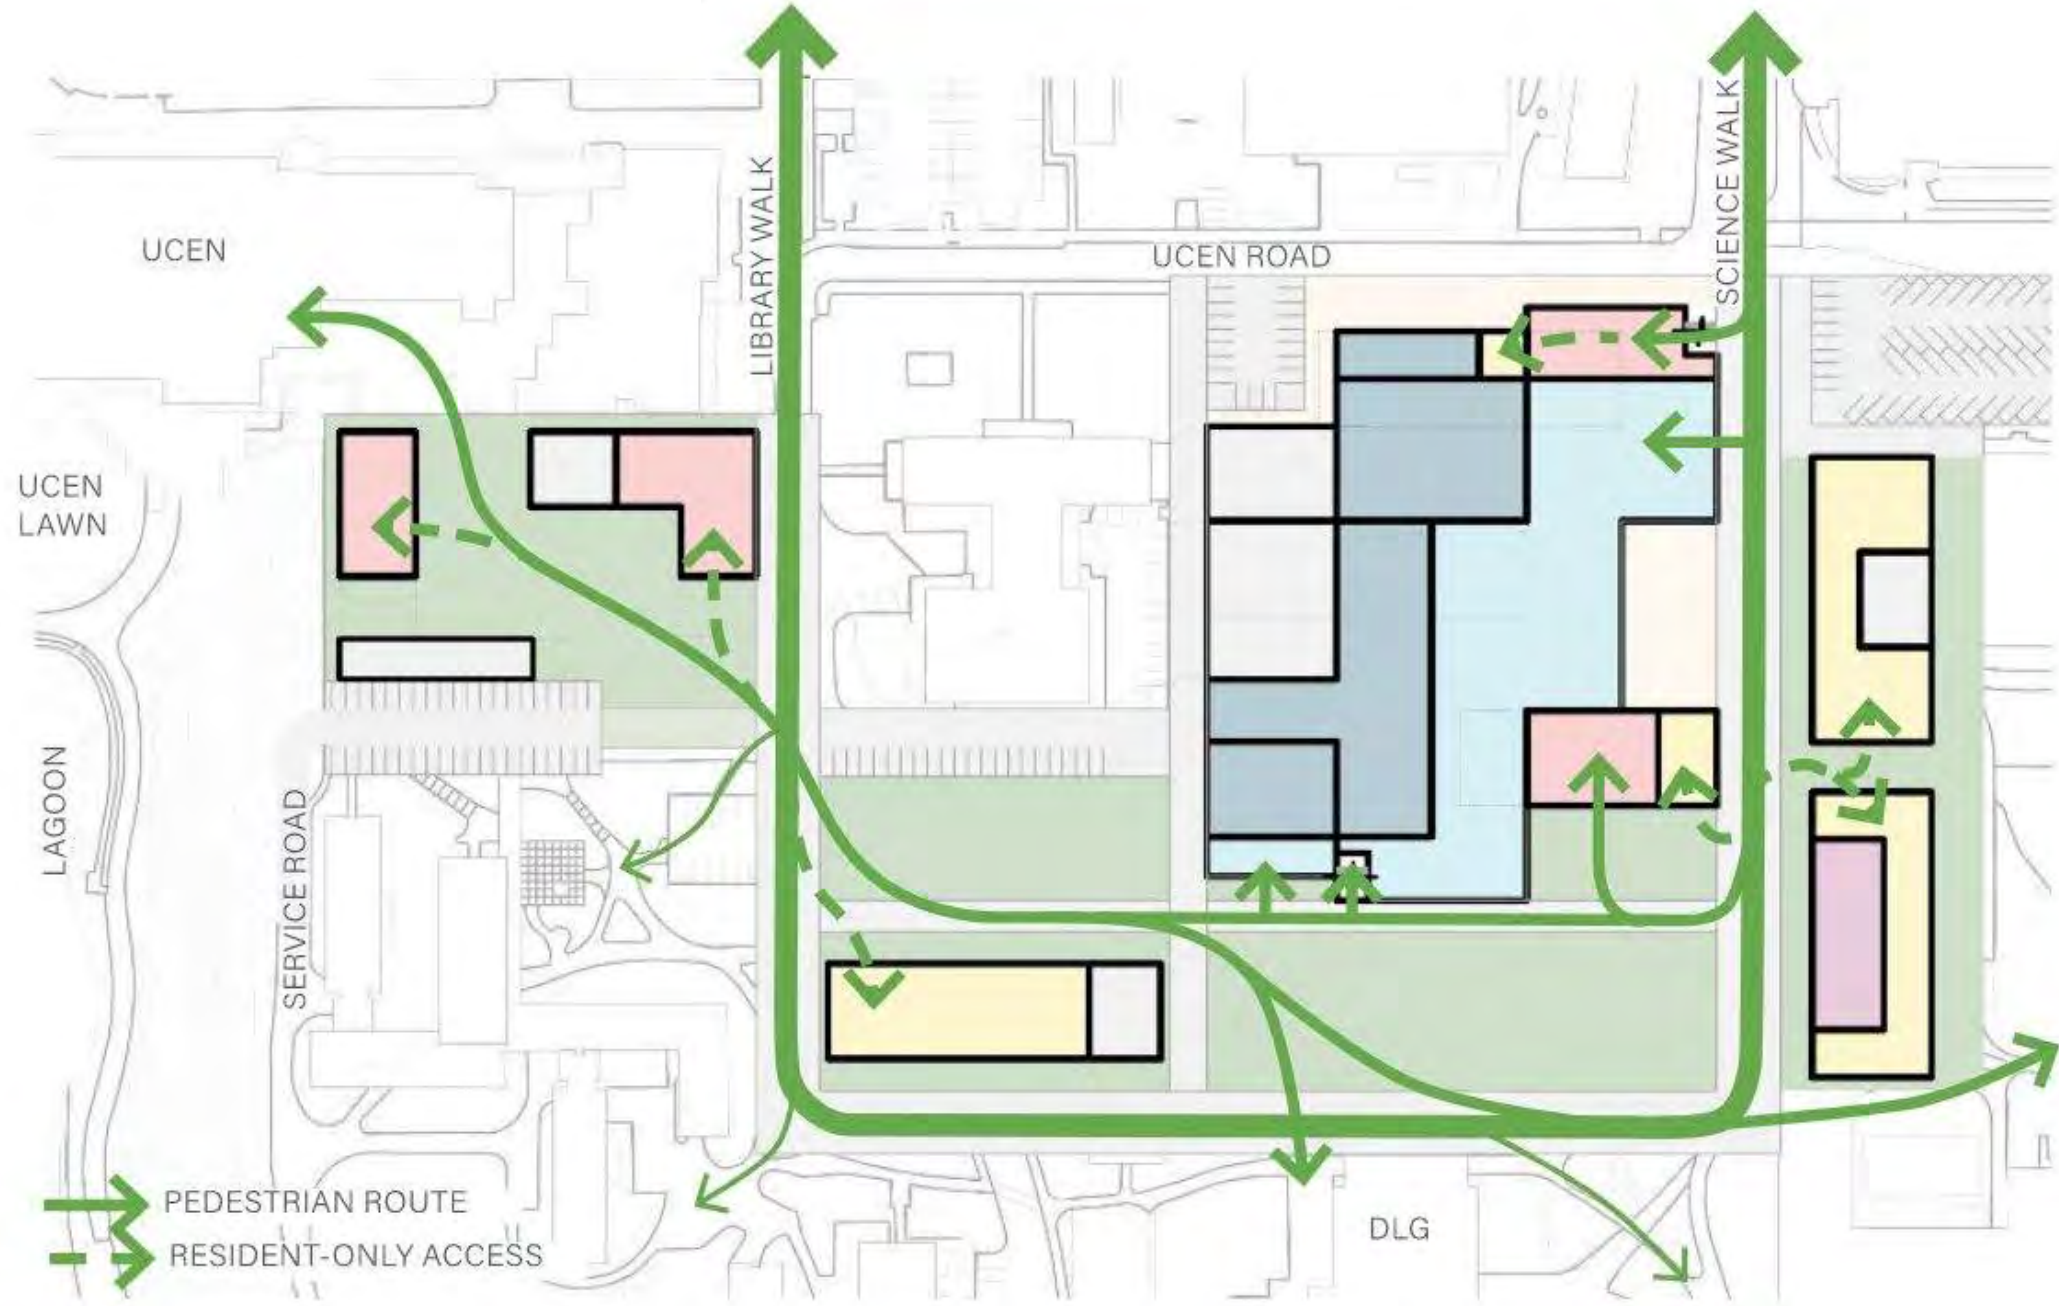 LIBRARY WALK
SCIENCE WALK
UCEN
UCEN ROAD
UCEN
LAWN
LAGOON
SERVICE ROAD
PEDESTRIAN ROUTE
RESIDENT-ONLY ACCESS
DLG